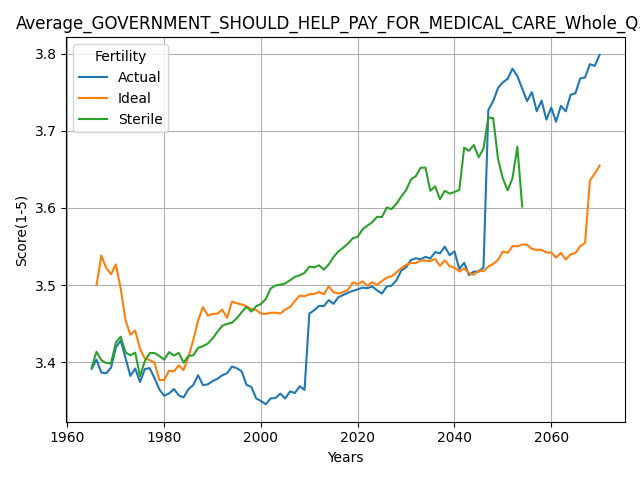 Average_GOVERNMENT_SHOULD_HELP_PAY_FOR_MEDICAL_CARE_Whole_Q
Fertility
Actual
Ideal
Sterile
Score(1-5)
3.8
3.7
3.6
3.5
3.4
1960 1980 2000 2020 2040 2060
Years